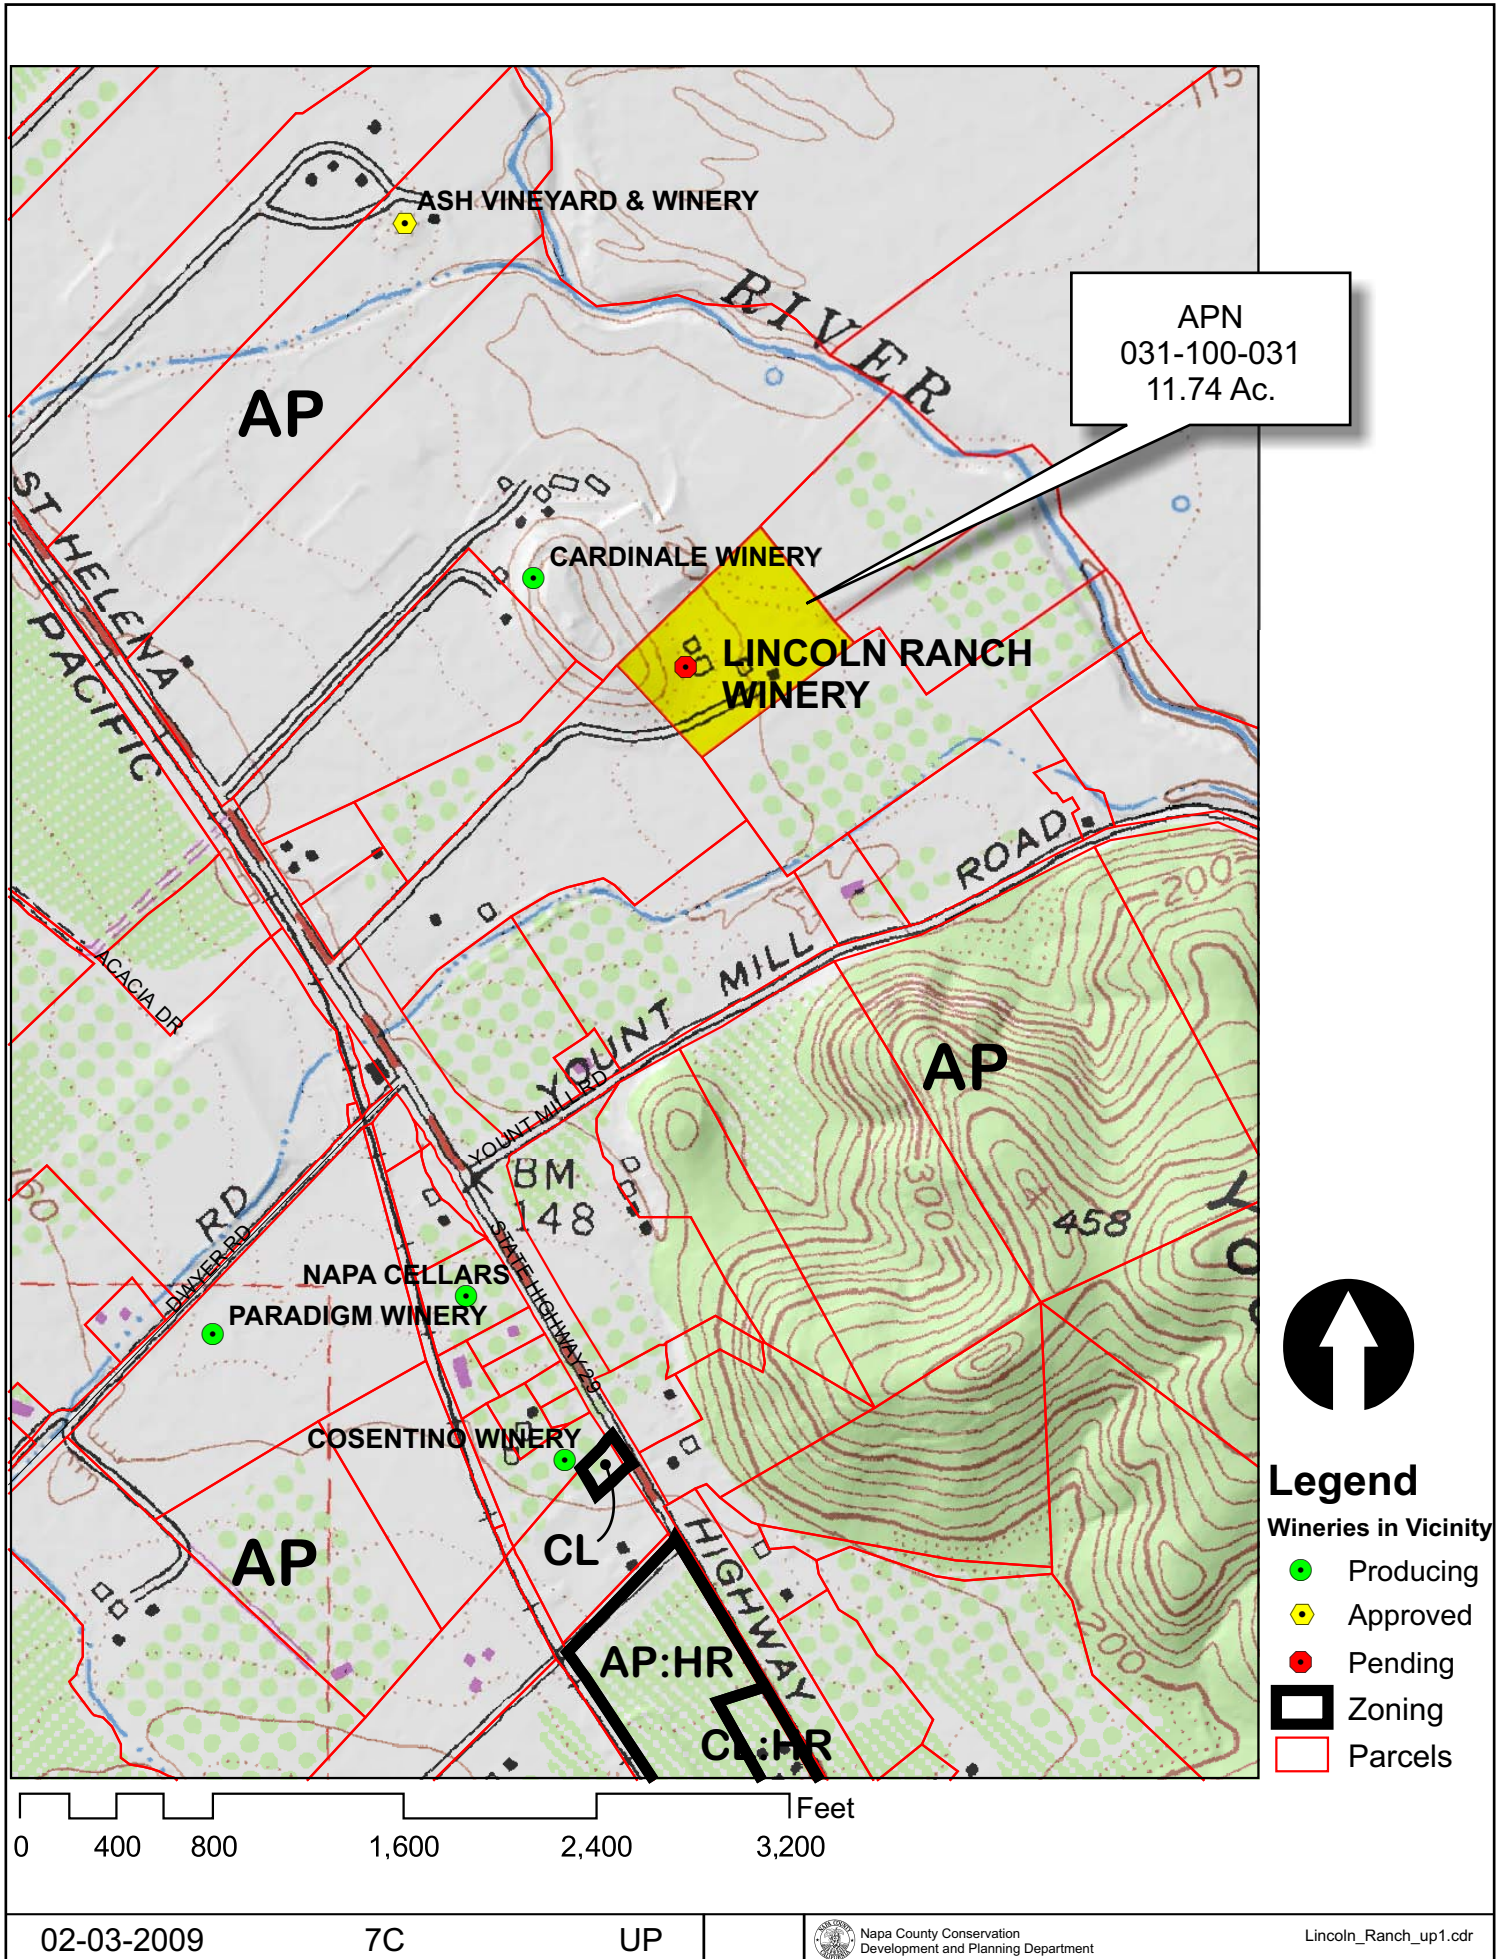 175
ASH VINEYARD & WINERY
RIVER
APN
031-100-031
11.74 Ac.
AP
ST HELENA
PACIFIC
CARDINALE WINERY
LINCOLN RANCH
WINERY
ROAD
200
MILL
YOUNT
ACACIA DR
AP
YOUNT MILL RD
BM
148
300
458
160
RD
DWYER RD
STATE HIGHWAY 29
NAPA CELLARS
PARADIGM WINERY
COSENTINO WINERY
CL
AP
HIGHWAY
200
AP:HR
CL:HR
L
O
Legend
Wineries in Vicinity
Producing
Approved
Pending
Zoning
Parcels
Feet
0 400 800 1,600 2,400 3,200
02-03-2009 7C UP
Napa County Conservation
Development and Planning Department
Lincoln_Ranch_up1.cdr